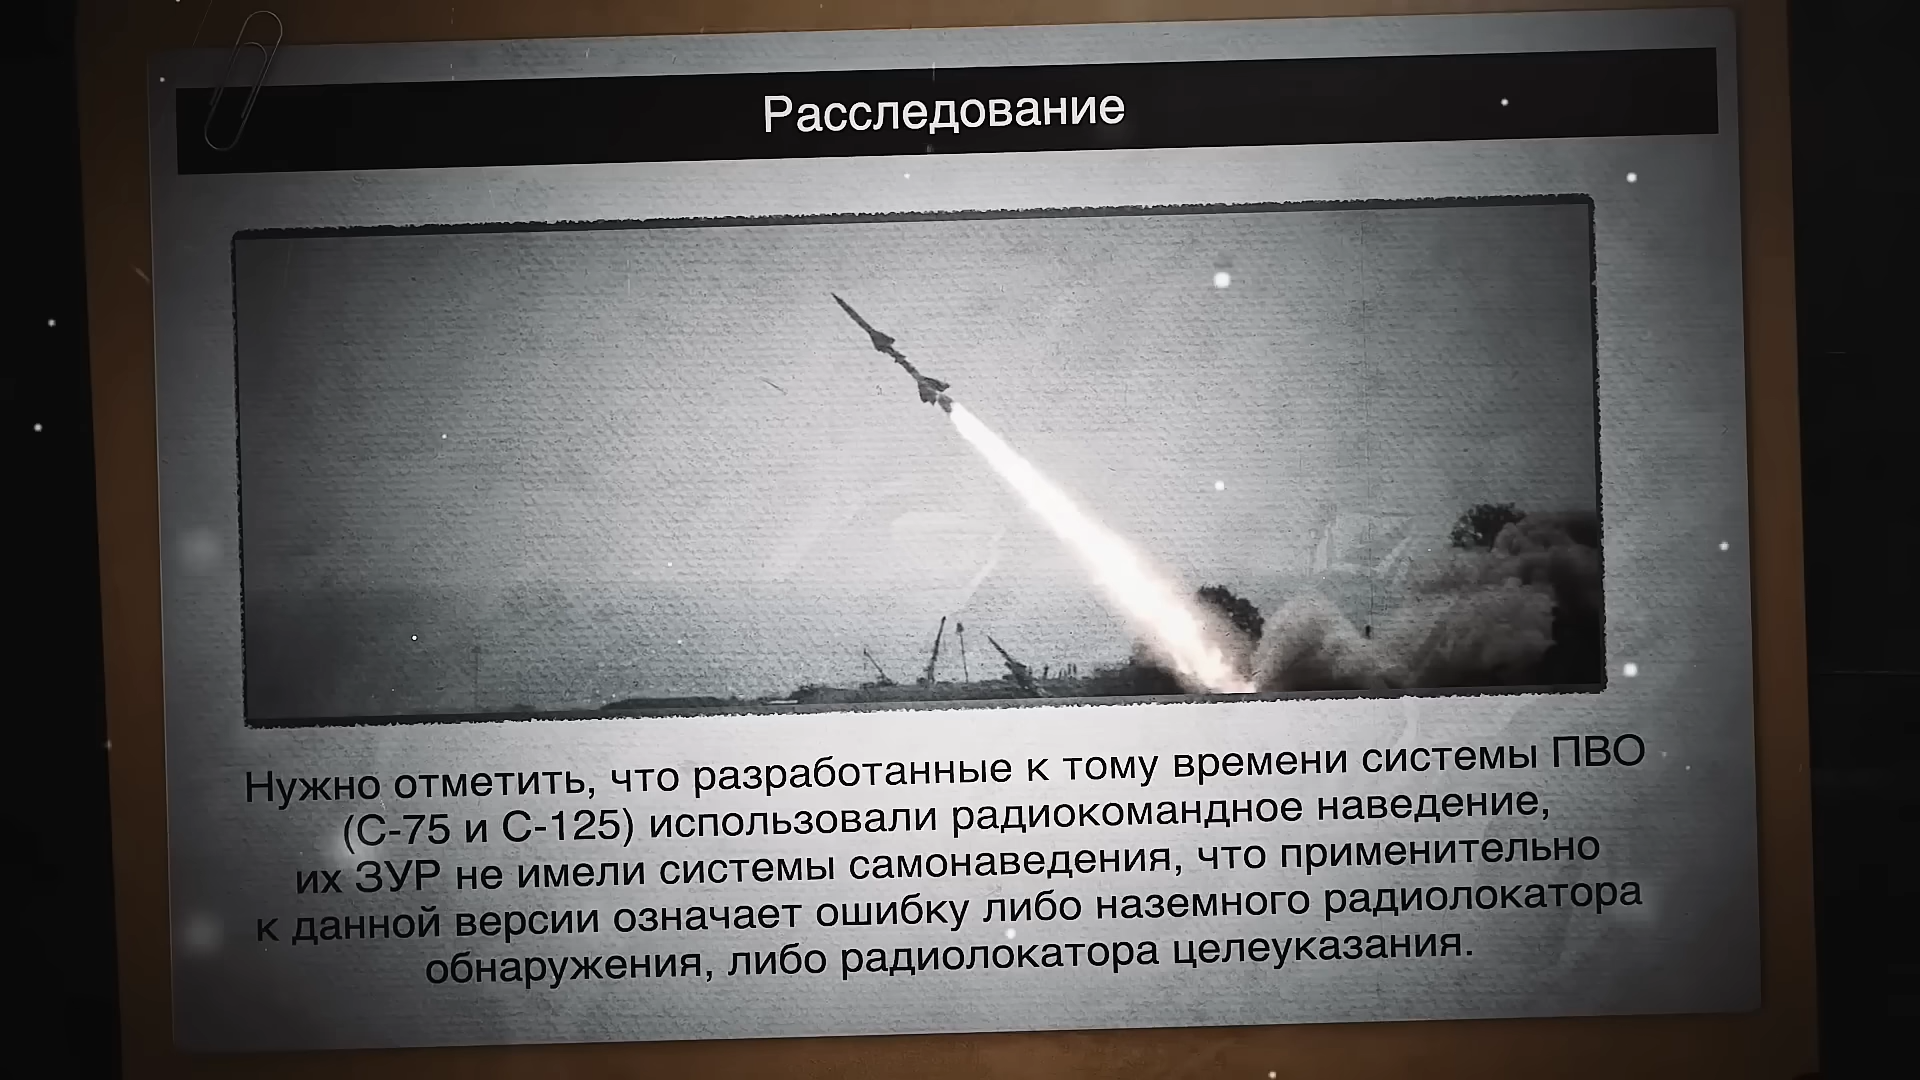 Расследование
Нужно отметить, что разработанные к тому времени системы ПВО
(С-75 и С-125) использовали радиокомандное наведение,
их ЗУР не имели системы самонаведения, что применительно
к данной версии означает ошибку либо наземного радиолокатора
обнаружения, либо радиолокатора целеуказания.